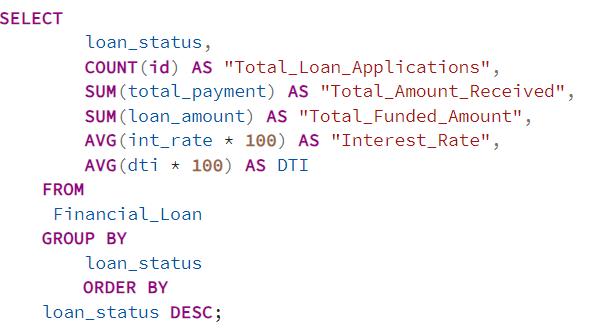 SELECT
loan_status,
COUNT(id) AS "Total_Loan_Applications",
SUM(total_payment) AS "Total_Amount_Received",
SUM(loan_amount) AS "Total_Funded_Amount",
AVG(int_rate * 100) AS "Interest_Rate",
AVG(dti * 100) AS DTI
FROM
Financial_Loan
GROUP BY
loan_status
ORDER BY
loan_status DESC;